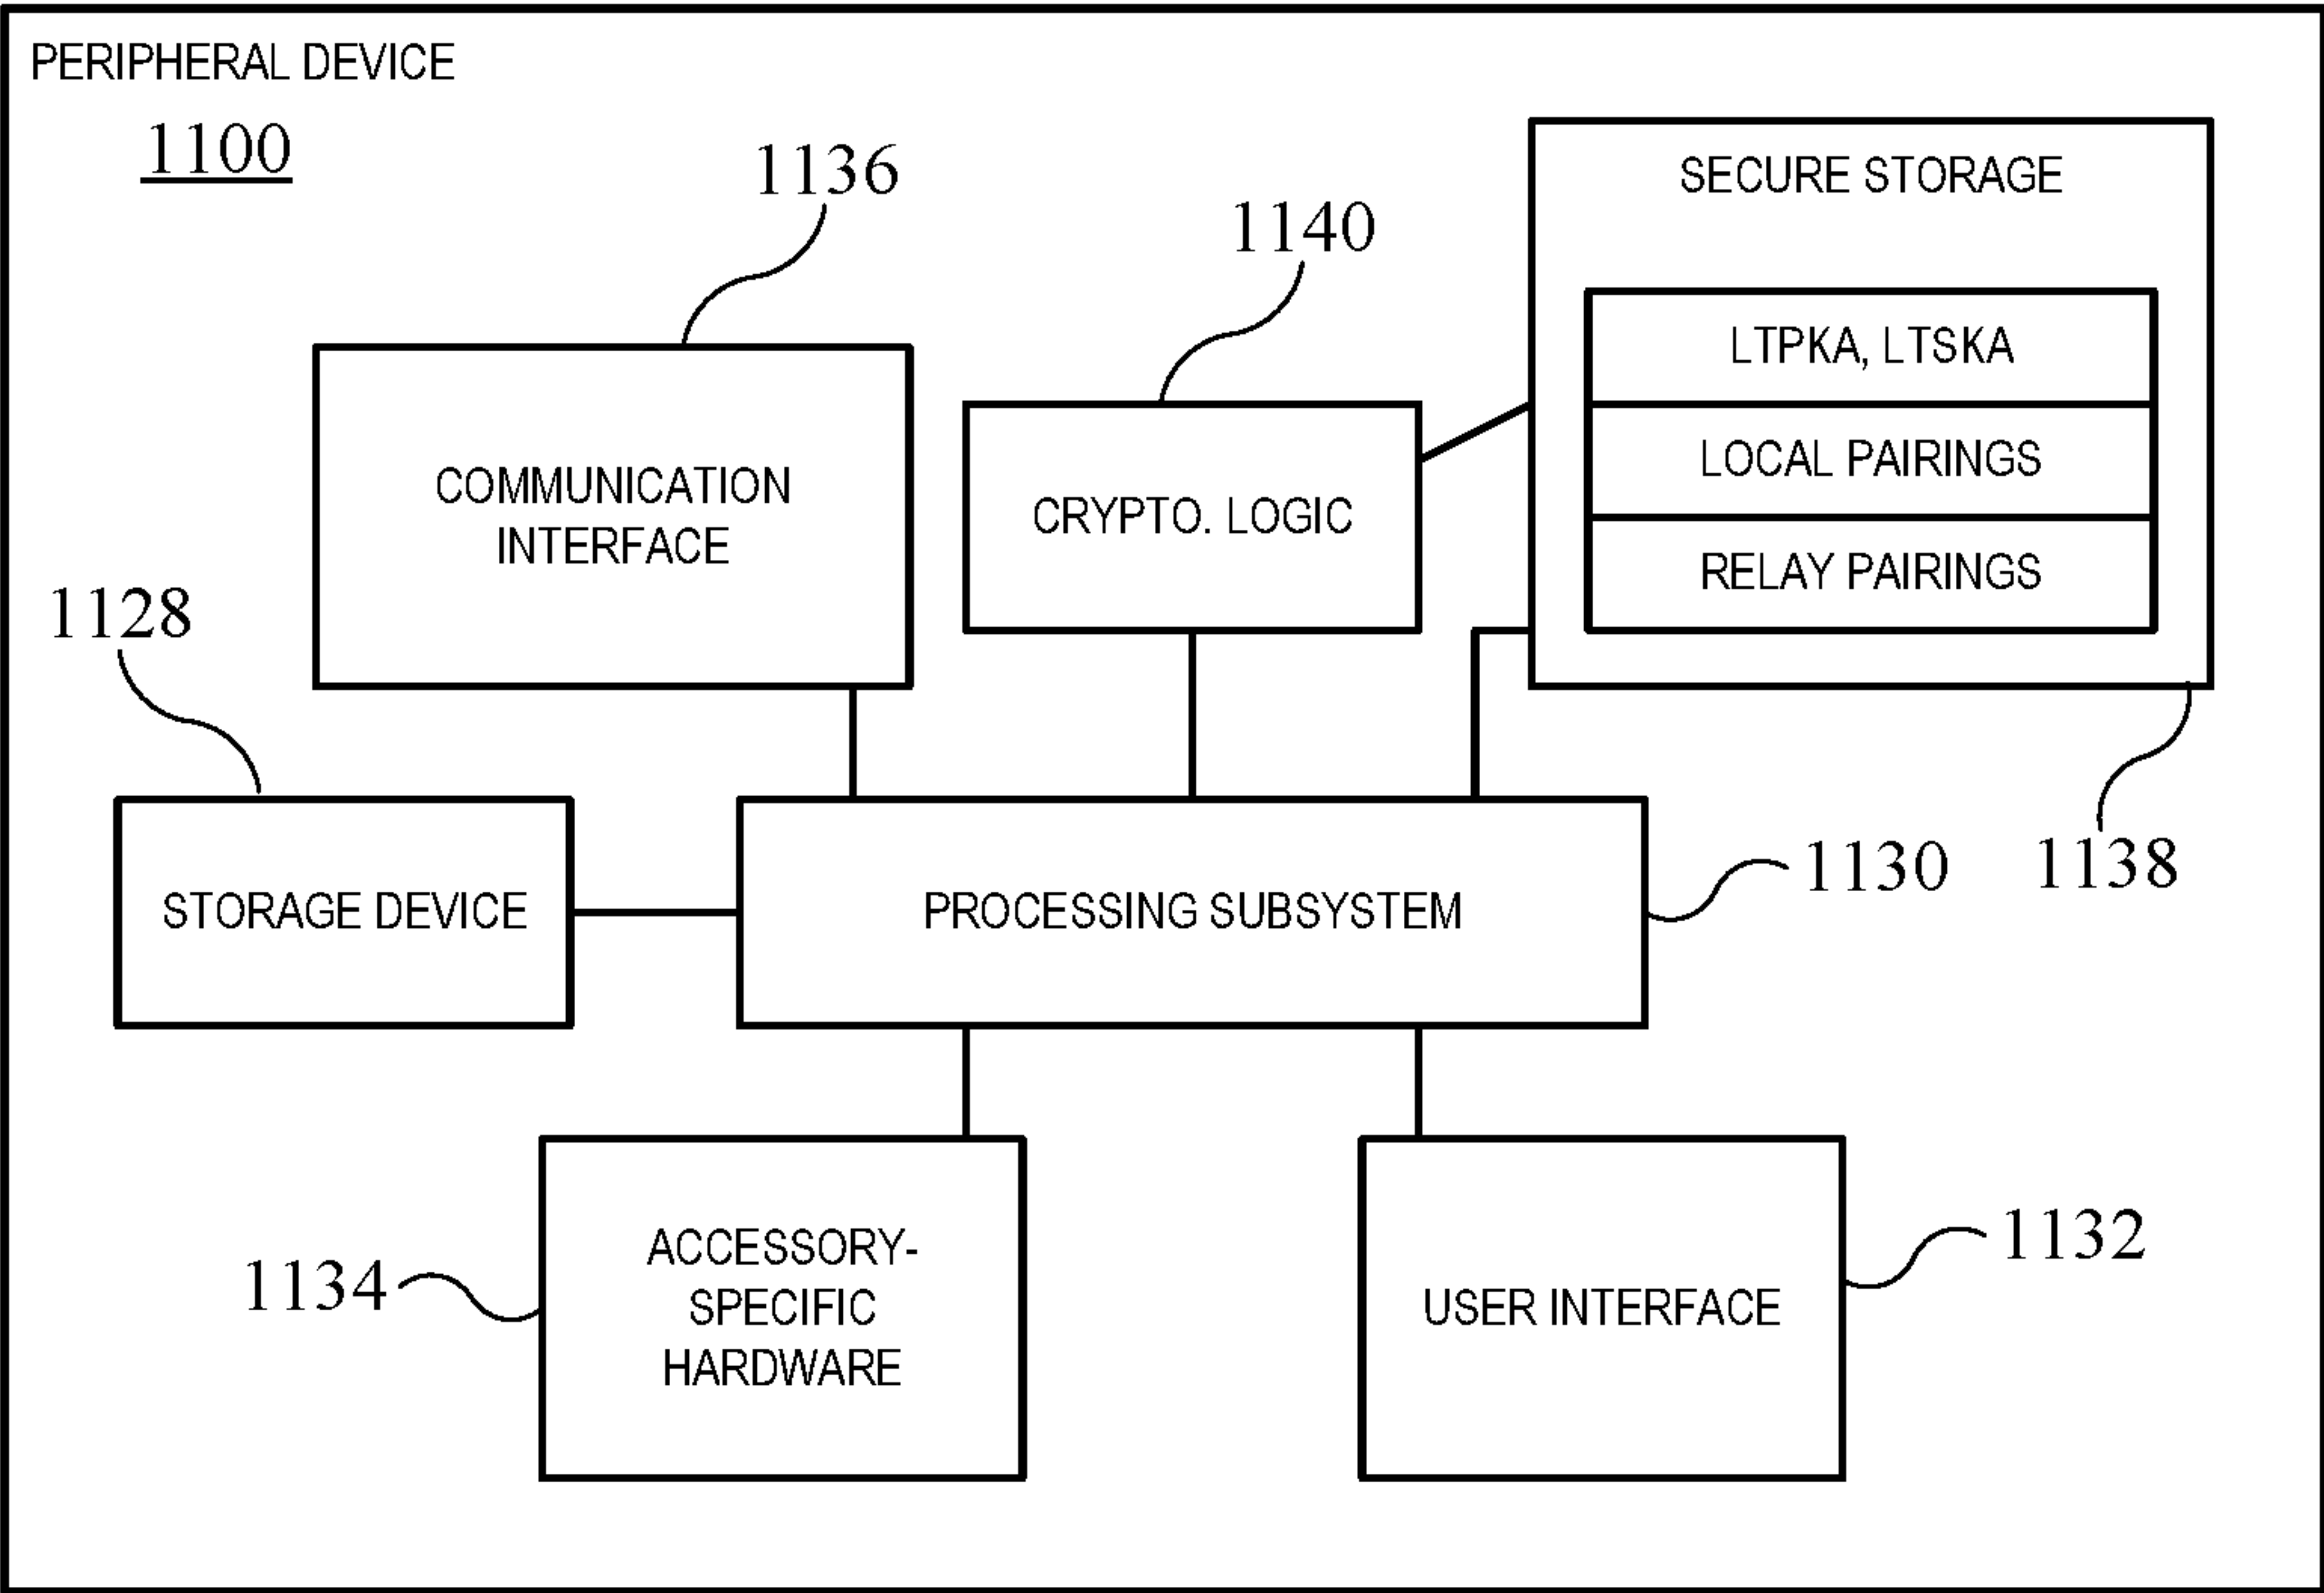 PERIPHERAL DEVICE
1100
1136
1140
SECURE STORAGE
LTPKA, LTSKA
LOCAL PAIRINGS
RELAY PAIRINGS
COMMUNICATION
INTERFACE
CRYPTO. LOGIC
1128
1138
STORAGE DEVICE
PROCESSING SUBSYSTEM
1130
1134
ACCESSORY-
SPECIFIC
HARDWARE
USER INTERFACE
1132